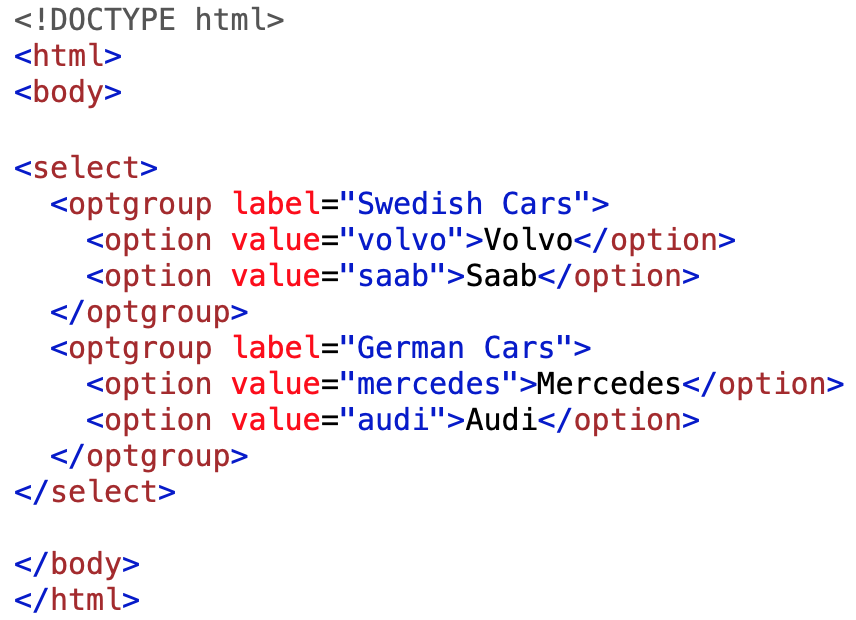 <!DOCTYPE html>
<html>
<body>

<select>
  <optgroup label="Swedish Cars">
    <option value="volvo">Volvo</option>
    <option value="saab">Saab</option>
  </optgroup>
  <optgroup label="German Cars">
    <option value="mercedes">Mercedes</option>
    <option value="audi">Audi</option>
  </optgroup>
</select>

</body>
</html>